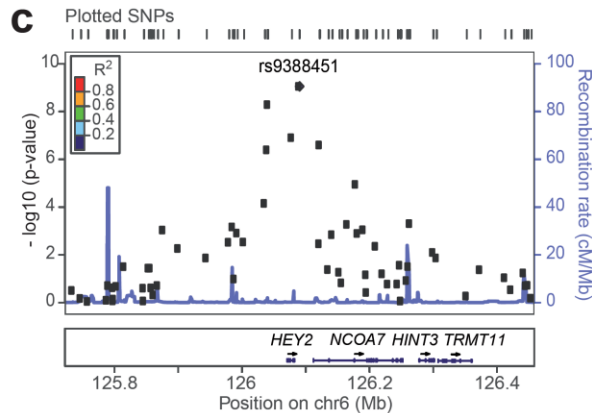 C
Plotted SNPs
rs9388451
R²
0.8
0.6
0.4
0.2
10
8
6
4
2
0
- log10 (p-value)
100
80
60
40
20
0
Recombination rate
(cM/Mb)
HEY2 NCOA7 HINT3 TRMT11
125.8 126 126.2 126.4
Position on chr6 (Mb)